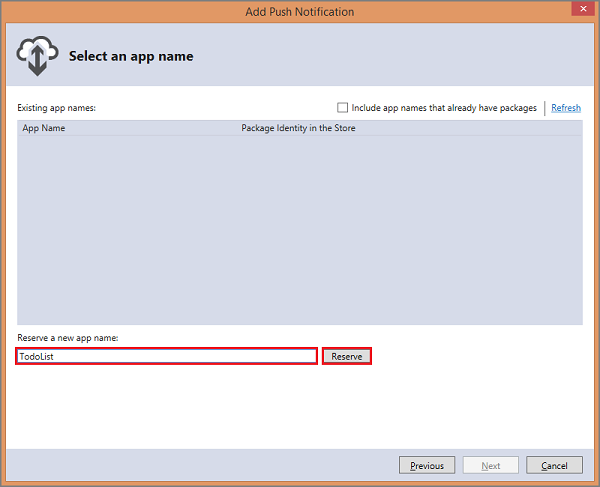 Add Push Notification
Select an app name
Existing app names: Include app names that already have packages Refresh
App Name Package Identity in the Store
Reserve a new app name:
TodoList Reserve
Previous Next Cancel